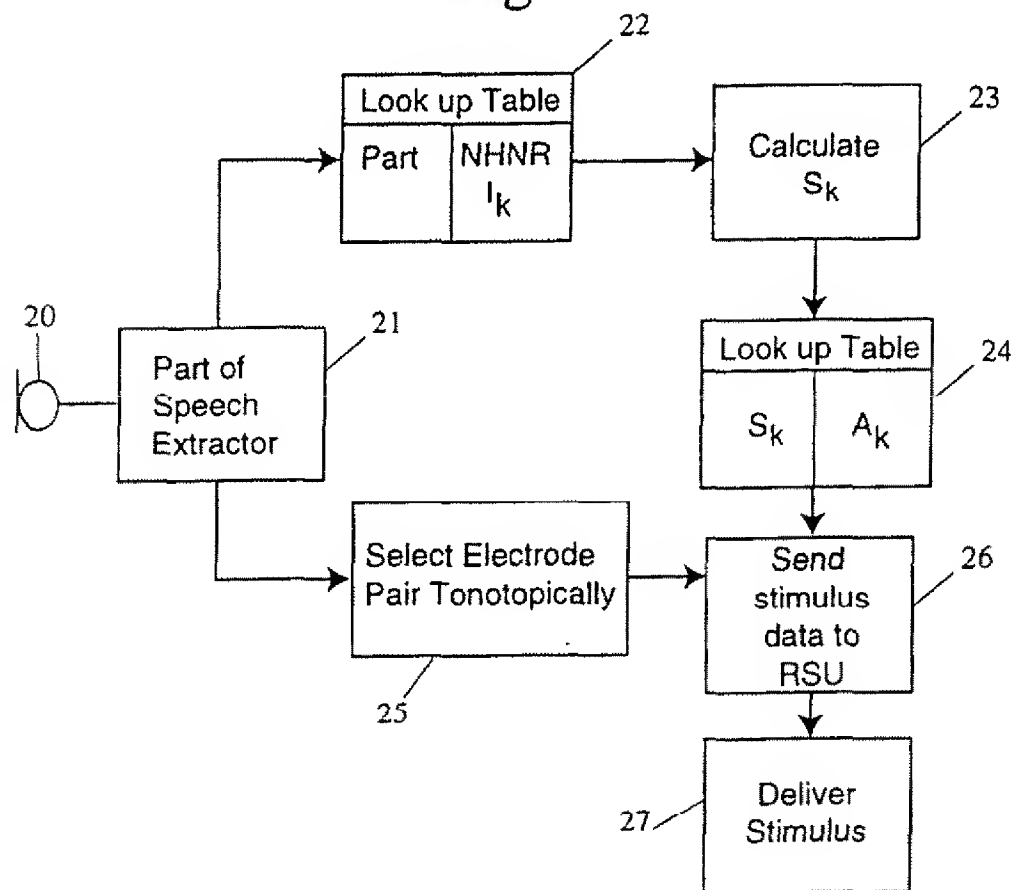 22
Look up Table
Part
NHNR
Ik
23
Calculate
Sk
20
21
Part of
Speech
Extractor
Look up Table
24
Sk
Ak
Select Electrode
Pair Tonotopically
25
Send
stimulus
data to
RSU
26
Deliver
Stimulus
27